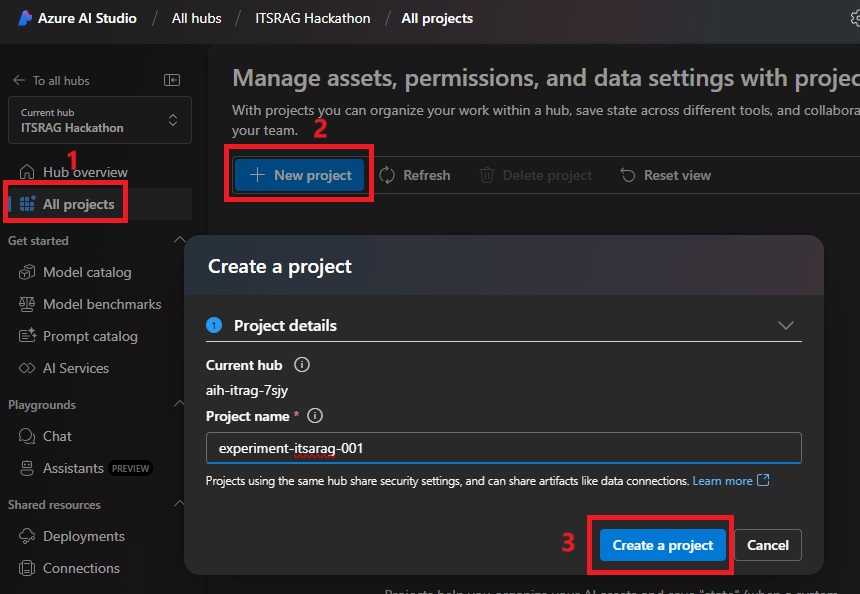 Azure AI Studio / All hubs / ITSRAG Hackathon / All projects
To all hubs
Current hub
ITSRAG Hackathon
1
Hub overview
All projects
Get started
Model catalog
Model benchmarks
Prompt catalog
AI Services
Playgrounds
Chat
Assistants PREVIEW
Shared resources
Deployments
Connections
Manage assets, permissions, and data settings with projec
With projects you can organize your work within a hub, save state across different tools, and collabora
your team.
2
New project Refresh Delete project Reset view
Create a project
1 Project details
Current hub
aih-itrag-7sjy
Project name *
experiment-itsarag-001
Projects using the same hub share security settings, and can share artifacts like data connections. Learn more
3
Create a project Cancel